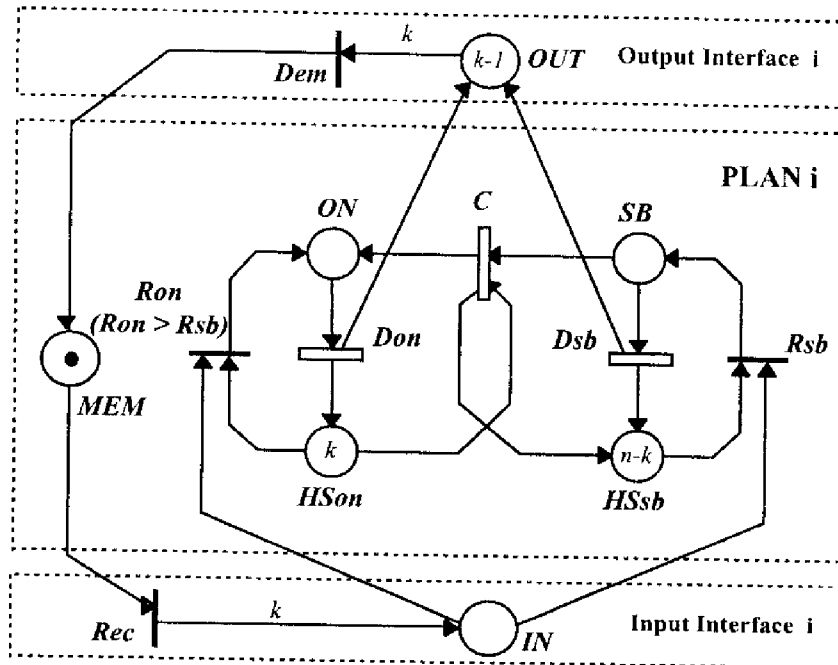 k
k-1
OUT
Output Interface i
Dem
PLAN i
C
ON
SB
Ron
(Ron > Rsb)
Don
Dsb
Rsb
MEM
k
n-k
HSon
HSsb
k
Rec
IN
Input Interface i